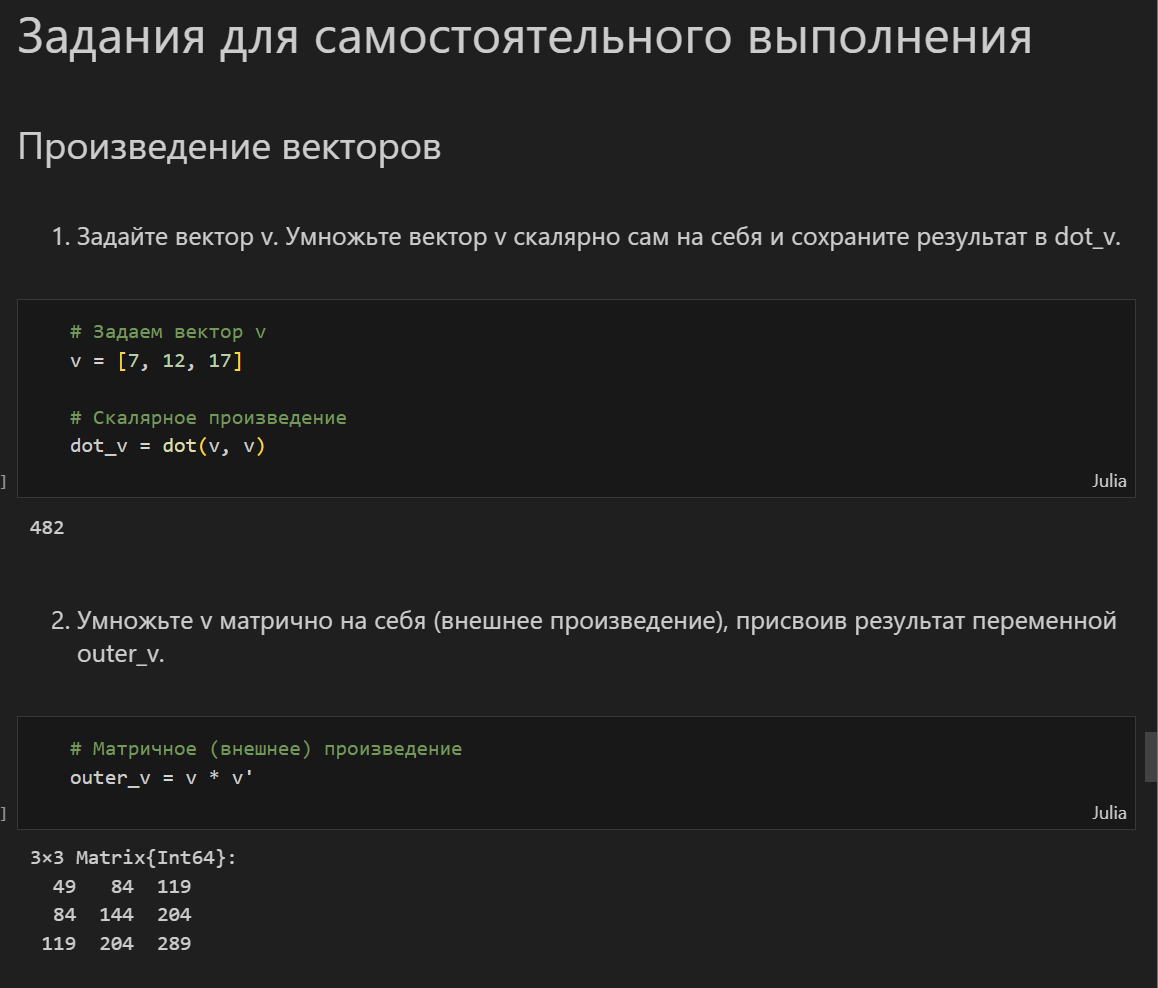 Задания для самостоятельного выполнения
Произведение векторов
1. Задайте вектор v. Умножьте вектор v скалярно сам на себя и сохраните результат в dot_v.
# Задаем вектор v
v = [7, 12, 17]
# Скалярное произведение
dot_v = dot(v, v)
]
Julia
482
2. Умножьте v матрично на себя (внешнее произведение), присвоив результат переменной
outer_v.
# Матричное (внешнее) произведение
outer_v = v * v'
]
Julia
3×3 Matrix{Int64}:
49 84 119
84 144 204
119 204 289